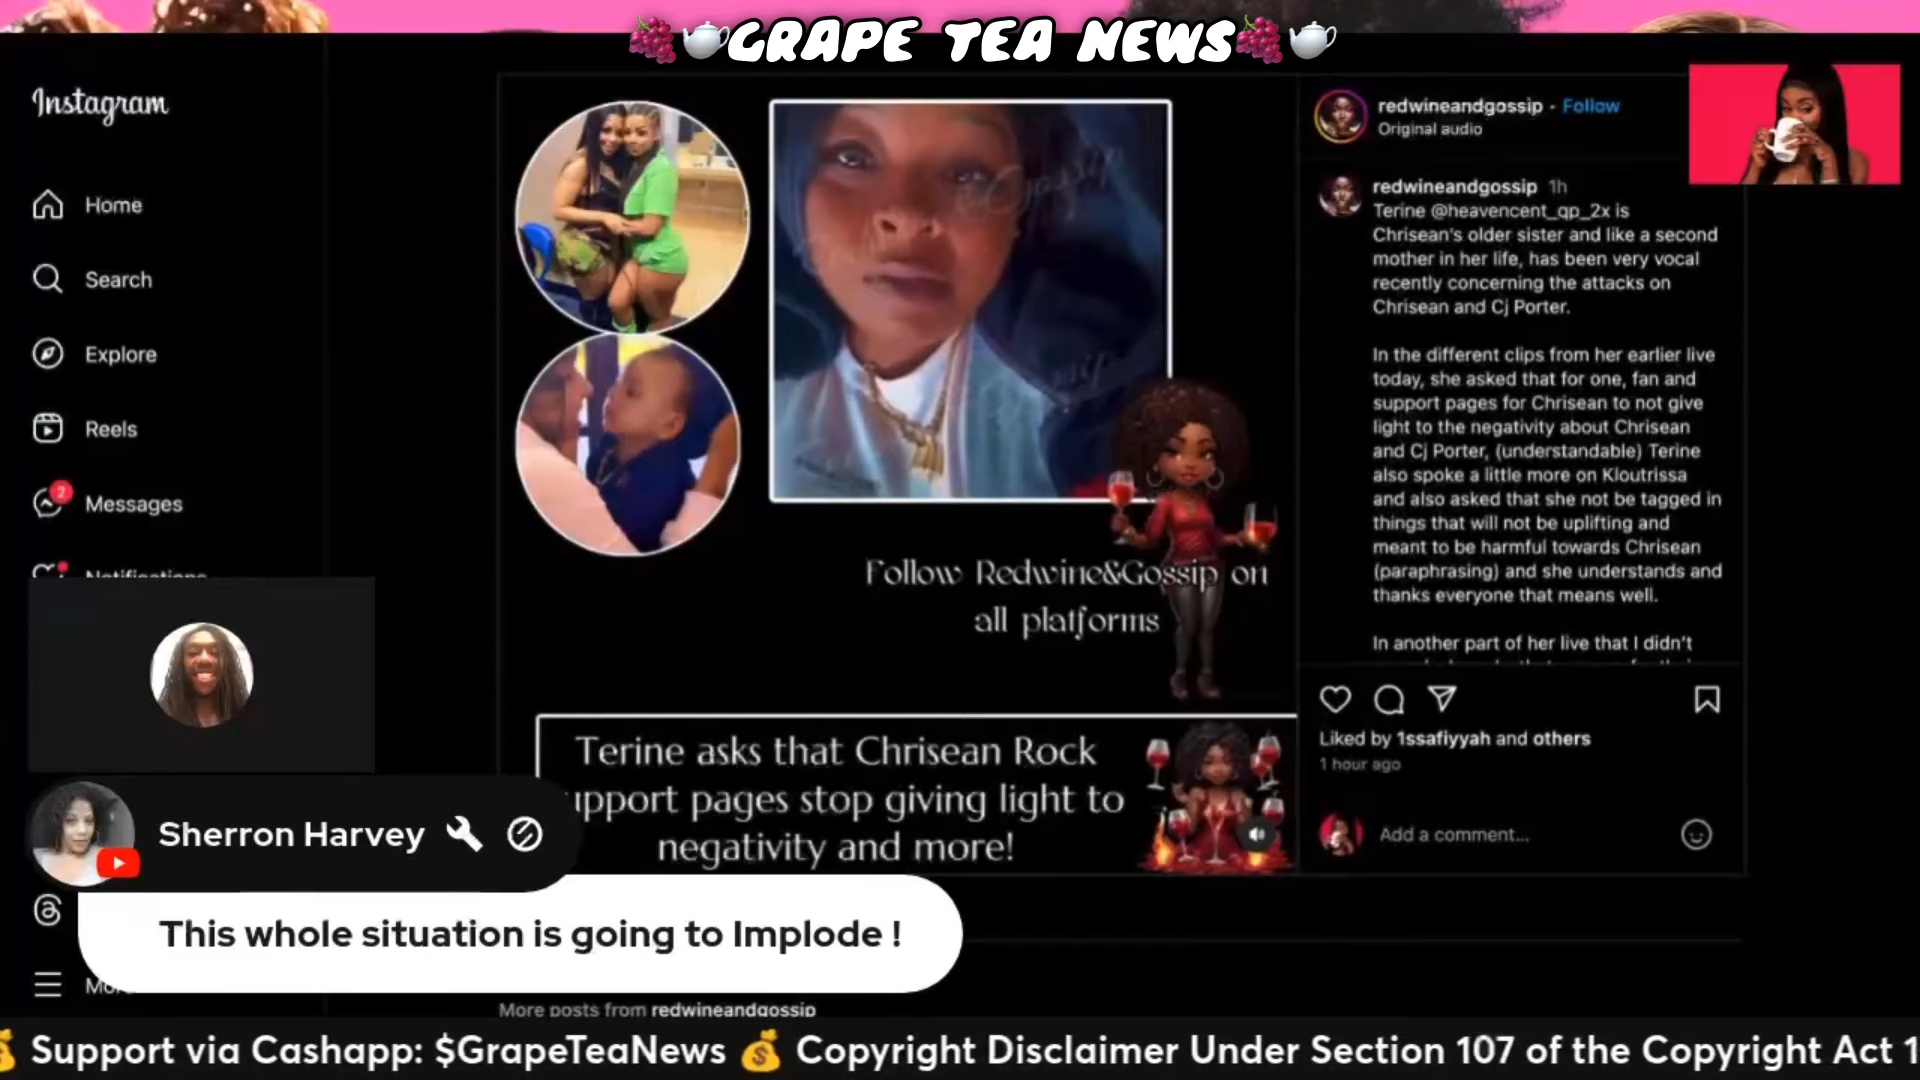 GRAPE TEA NEWS
Instagram
Home
Search
Explore
Reels
2
Messages
Notifications
Follow Redwine&Gossip on
all platforms
Terine asks that Chrisean Rock
upport pages stop giving light to
negativity and more!
redwineandgossip • Follow
Original audio
redwineandgossip 1h
Terine @heavencent_qp_2x is
Chrisean's older sister and like a second
mother in her life, has been very vocal
recently concerning the attacks on
Chrisean and Cj Porter.
In the different clips from her earlier live
today, she asked that for one, fan and
support pages for Chrisean to not give
light to the negativity about Chrisean
and Cj Porter, (understandable) Terine
also spoke a little more on Kloutrissa
and also asked that she not be tagged in
things that will not be uplifting and
meant to be harmful towards Chrisean
(paraphrasing) and she understands and
thanks everyone that means well.
In another part of her live that I didn't
Liked by 1ssafiyyah and others
1 hour ago
Add a comment...
Sherron Harvey
This whole situation is going to Implode !
More posts from redwineandgossip
Support via Cashapp: $GrapeTeaNews Copyright Disclaimer Under Section 107 of the Copyright Act 1